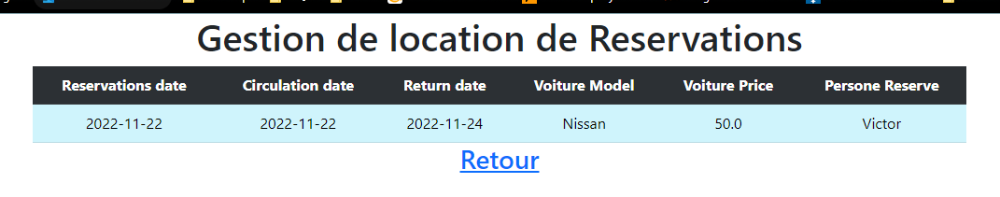 Gestion de location de Reservations
Reservations date Circulation date Return date Voiture Model Voiture Price Persone Reserve
2022-11-22 2022-11-22 2022-11-24 Nissan 50.0 Victor
Retour